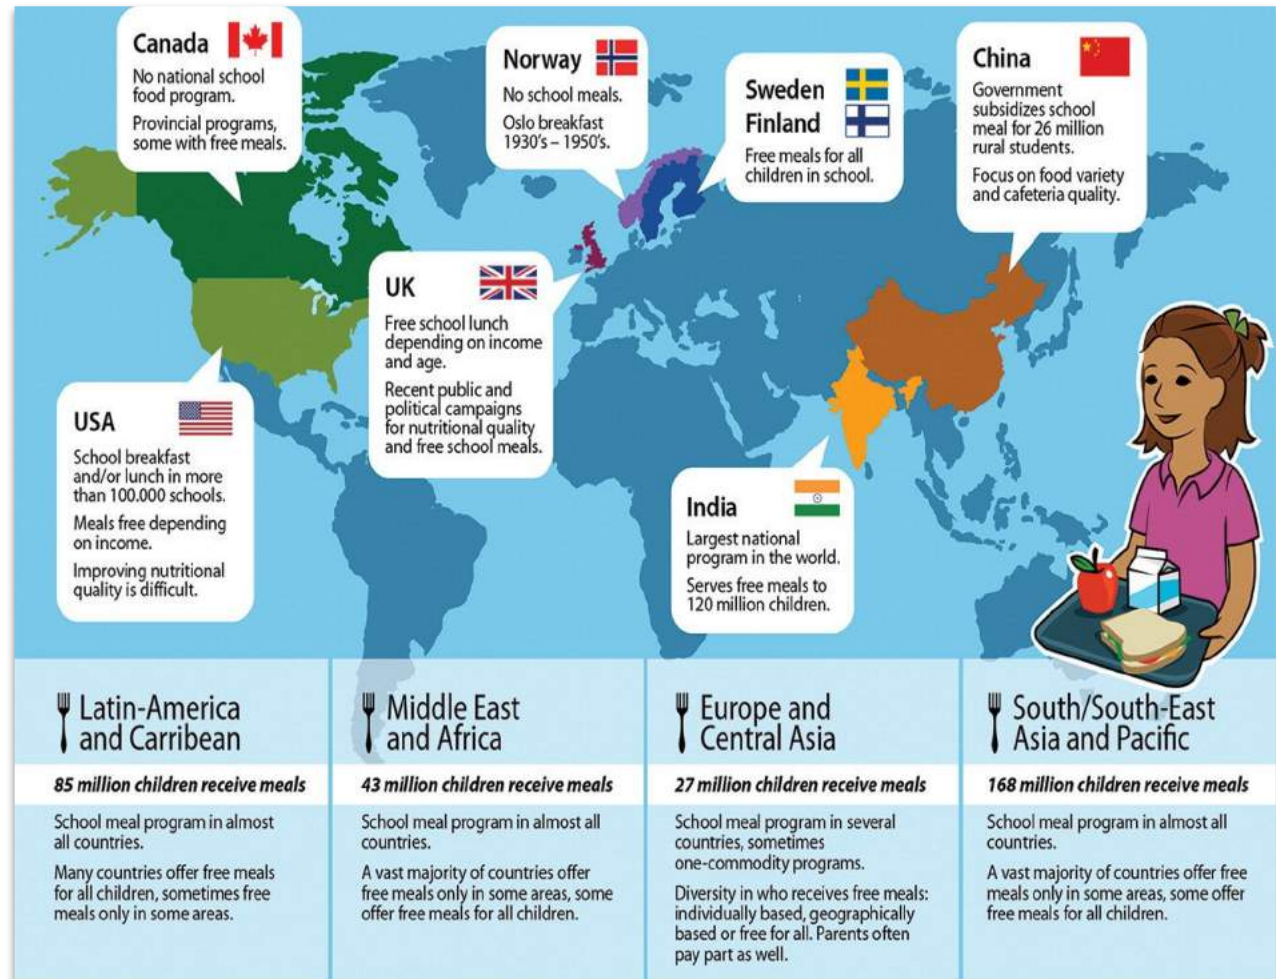 Canada
No national school
food program.
Provincial programs,
some with free meals.
Norway
No school meals.
Oslo breakfast
1930's – 1950's.
Sweden
Finland
Free meals for all
children in school.
China
Government
subsidizes school
meal for 26 million
rural students.
Focus on food variety
and cafeteria quality.
UK
Free school lunch
depending on income
and age.
Recent public and
political campaigns
for nutritional quality
and free school meals.
USA
School breakfast
and/or lunch in more
than 100.000 schools.
Meals free depending
on income.
Improving nutritional
quality is difficult.
India
Largest national
program in the world.
Serves free meals to
120 million children.
Latin-America
and Carribean
85 million children receive meals
School meal program in almost
all countries.
Many countries offer free meals
for all children, sometimes free
meals only in some areas.
Middle East
and Africa
43 million children receive meals
School meal program in almost all
countries.
A vast majority of countries offer
free meals only in some areas, some
offer free meals for all children.
Europe and
Central Asia
27 million children receive meals
School meal program in several
countries, sometimes
one-commodity programs.
Diversity in who receives free meals:
individually based, geographically
based or free for all. Parents often
pay part as well.
South/South-East
Asia and Pacific
168 million children receive meals
School meal program in almost all
countries.
A vast majority of countries offer free
meals only in some areas, some offer
free meals for all children.